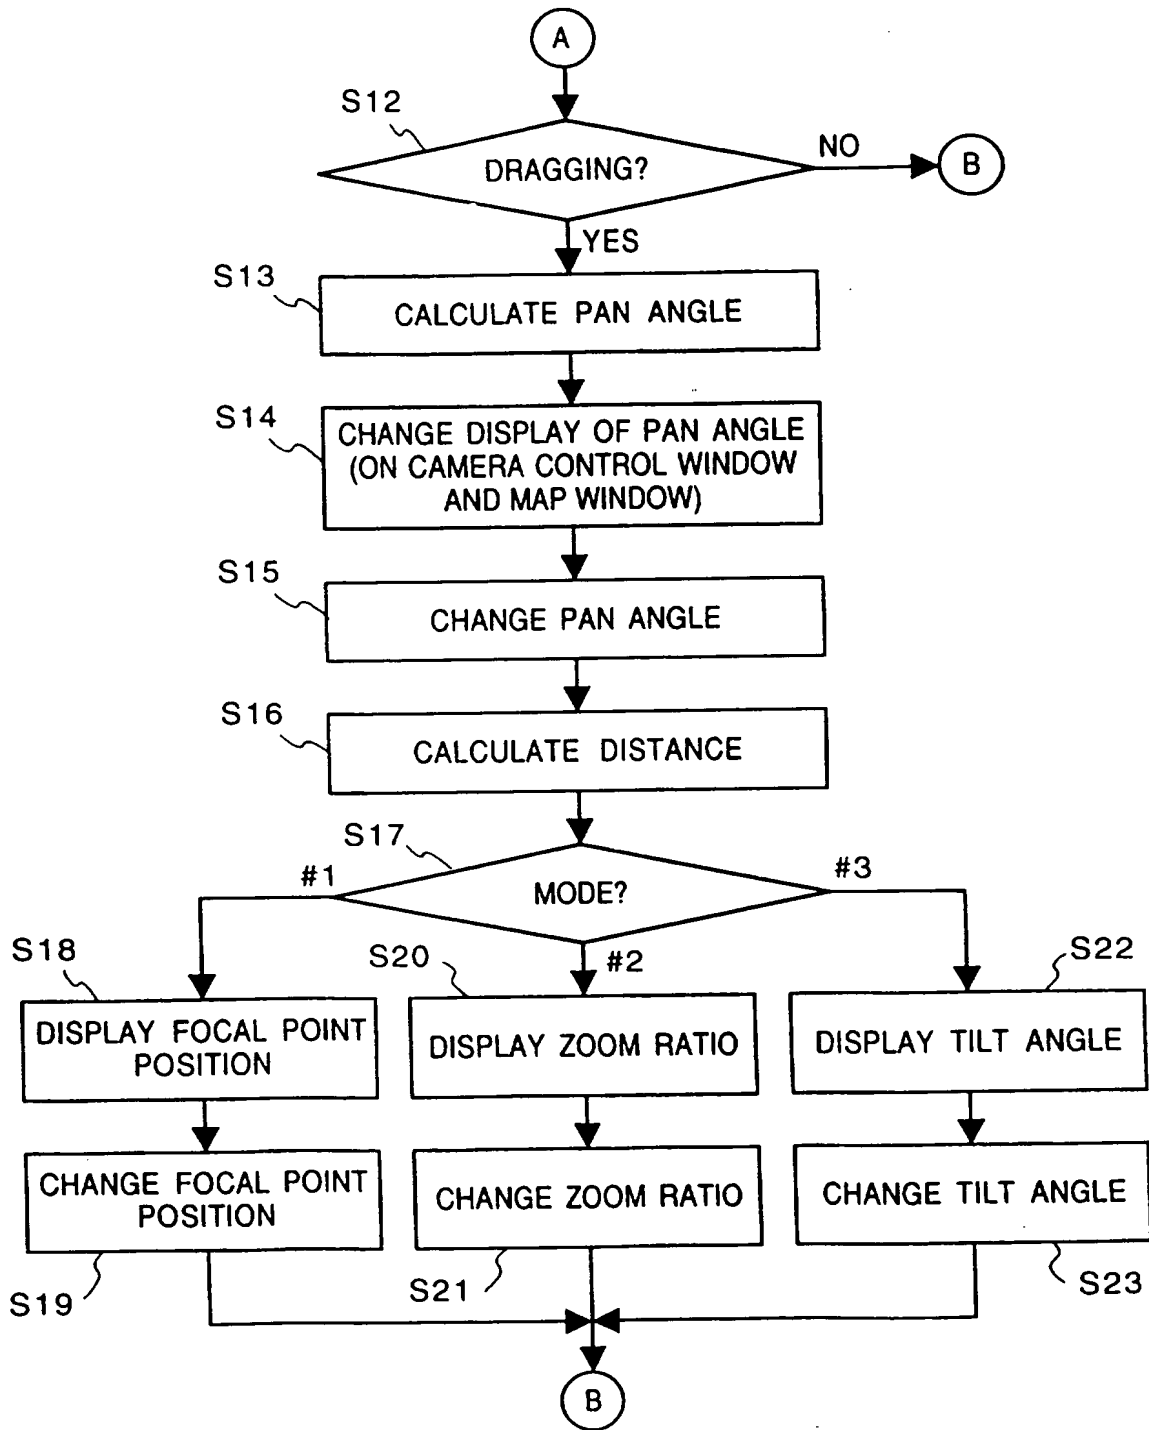 A
S12
DRAGGING?
NO
B
YES
S13
CALCULATE PAN ANGLE
S14
CHANGE DISPLAY OF PAN ANGLE
(ON CAMERA CONTROL WINDOW
AND MAP WINDOW)
S15
CHANGE PAN ANGLE
S16
CALCULATE DISTANCE
S17
#1
MODE?
#3
#2
S18
DISPLAY FOCAL POINT
POSITION
S20
DISPLAY ZOOM RATIO
S22
DISPLAY TILT ANGLE
CHANGE FOCAL POINT
POSITION
S19
CHANGE ZOOM RATIO
S21
CHANGE TILT ANGLE
S23
B